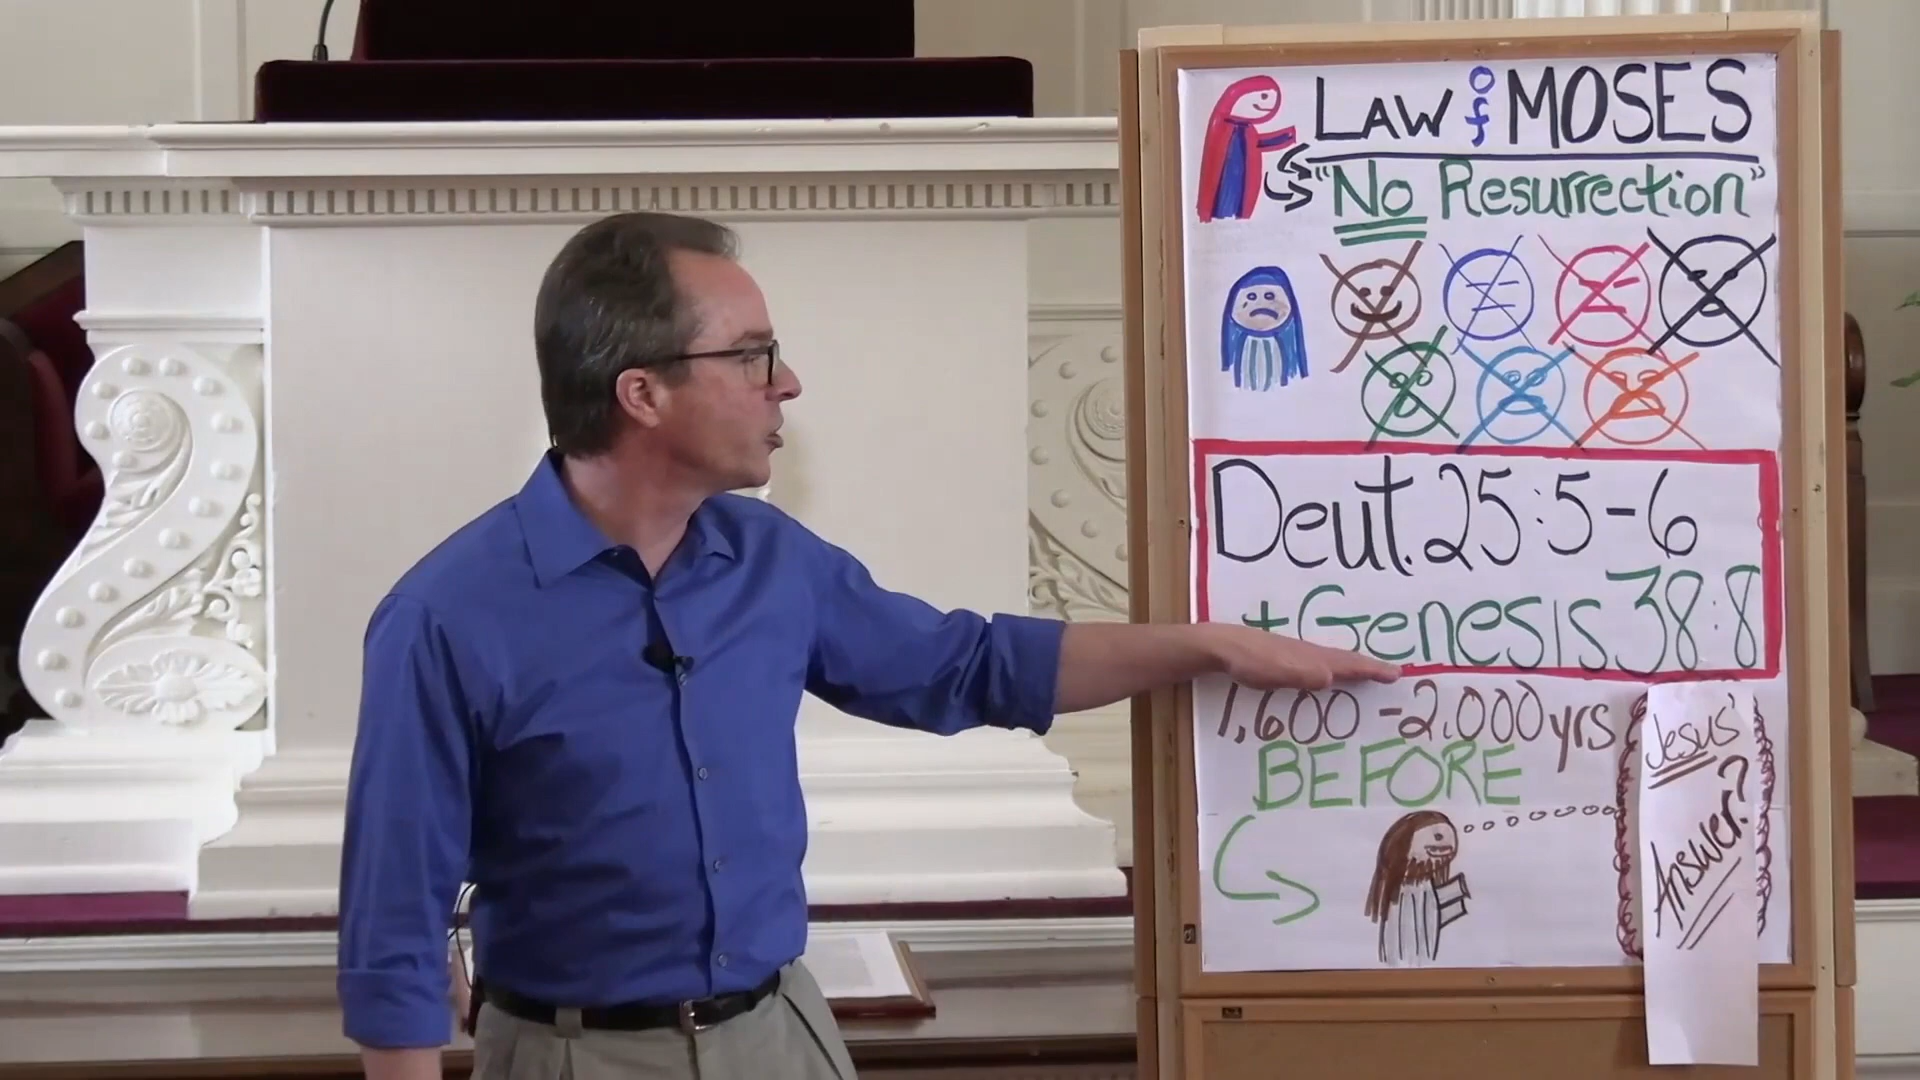 LAW of MOSES
"No Resurrection"
Deut. 25:5-6
+Genesis 38:8
1,600-2.000 yrs
BEFORE
Jesus'
Answer?